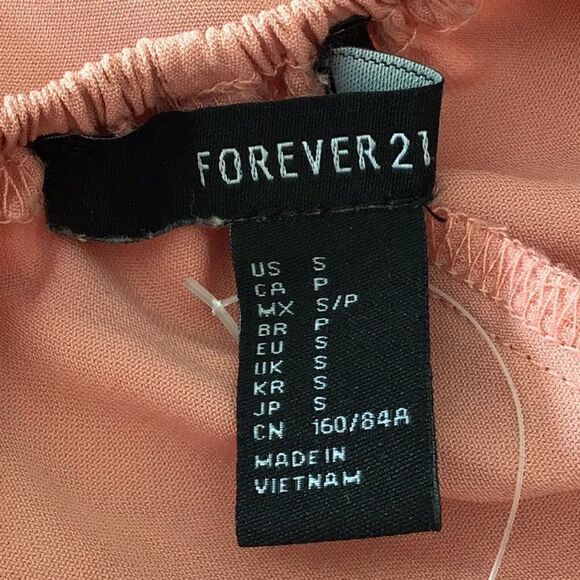 FOREVER 21
US S
CA P
MX S/P
BR P
EU S
UK S
KR S
JP S
CN 160/84A
MADE IN
VIETNAM